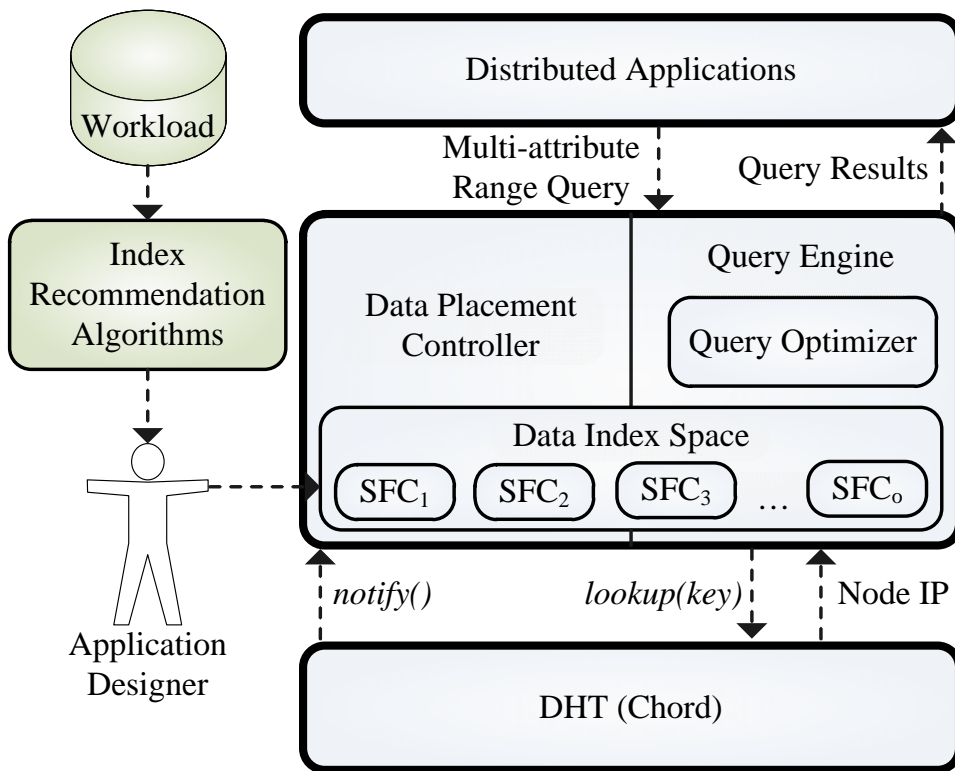 Workload
Index
Recommendation
Algorithms
Application
Designer
Distributed Applications
Multi-attribute
Range Query
Query Results
Data Placement
Controller
Query Engine
Query Optimizer
Data Index Space
SFC1 SFC2 SFC3 … SFCo
notify() lookup(key) Node IP
DHT (Chord)